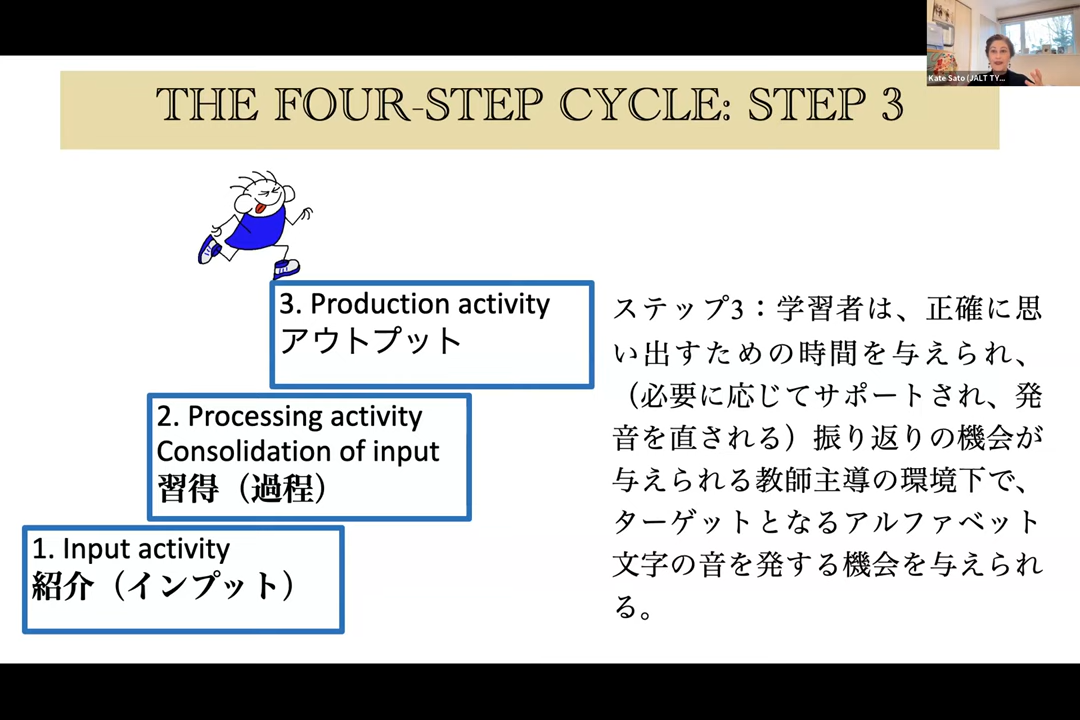 Kate Sato (JALT TY...
THE FOUR-STEP CYCLE: STEP 3
3. Production activity
アウトプット
2. Processing activity
Consolidation of input
習得（過程）
1. Input activity
紹介（インプット）
ステップ3：学習者は、正確に思
い出すための時間を与えられ、
（必要に応じてサポートされ、発
音を直される）振り返りの機会が
与えられる教師主導の環境下で、
ターゲットとなるアルファベット
文字の音を発する機会を与えられ
る。